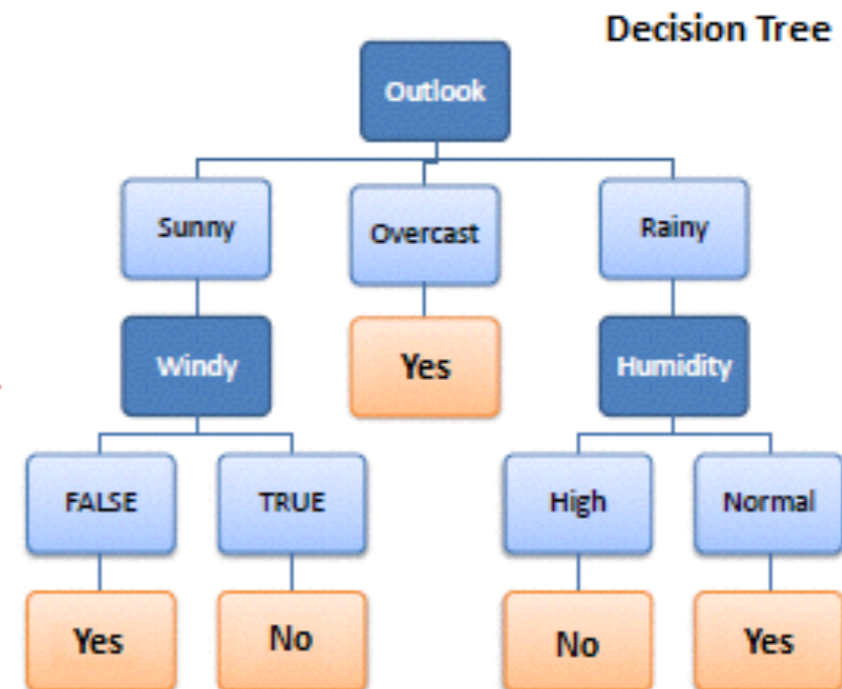 Decision Tree
Outlook
Sunny
Overcast
Rainy
Windy
Yes
Humidity
FALSE
TRUE
High
Normal
Yes
No
No
Yes